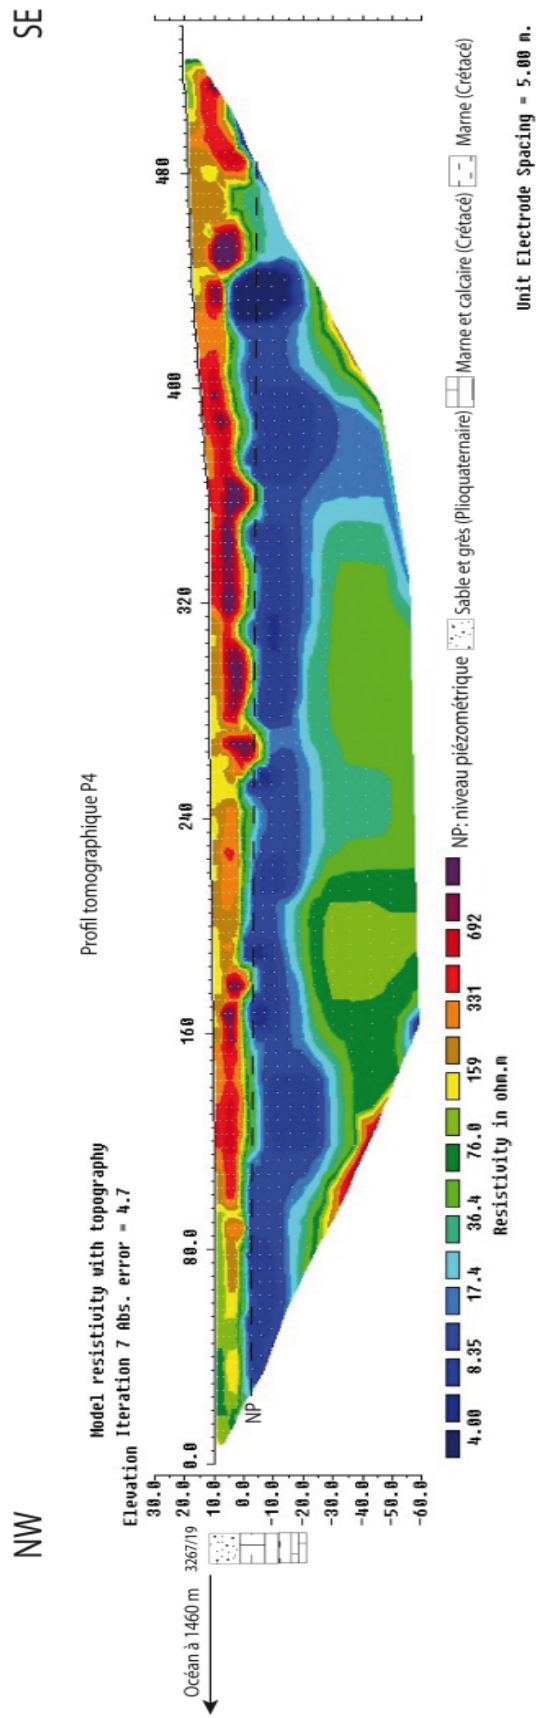 NW
SE
Profil tomographique P4
Model resistivity with topography
Elevation Iteration 7 Abs. error = 4.7
0.0 80.0 160 240 320 400 480
30.0
20.0
10.0
0.0
-10.0
-20.0
-30.0
-40.0
-50.0
-60.0
Océan à 1460 m
3267/19
NP
4.00 8.35 17.4 36.4 76.0 159 331 692
Resistivity in ohm.m
NP: niveau piézométrique Sable et grès (Plioquaternaire) Marne et calcaire (Crétacé) Marne (Crétacé)
Unit Electrode Spacing = 5.00 m.